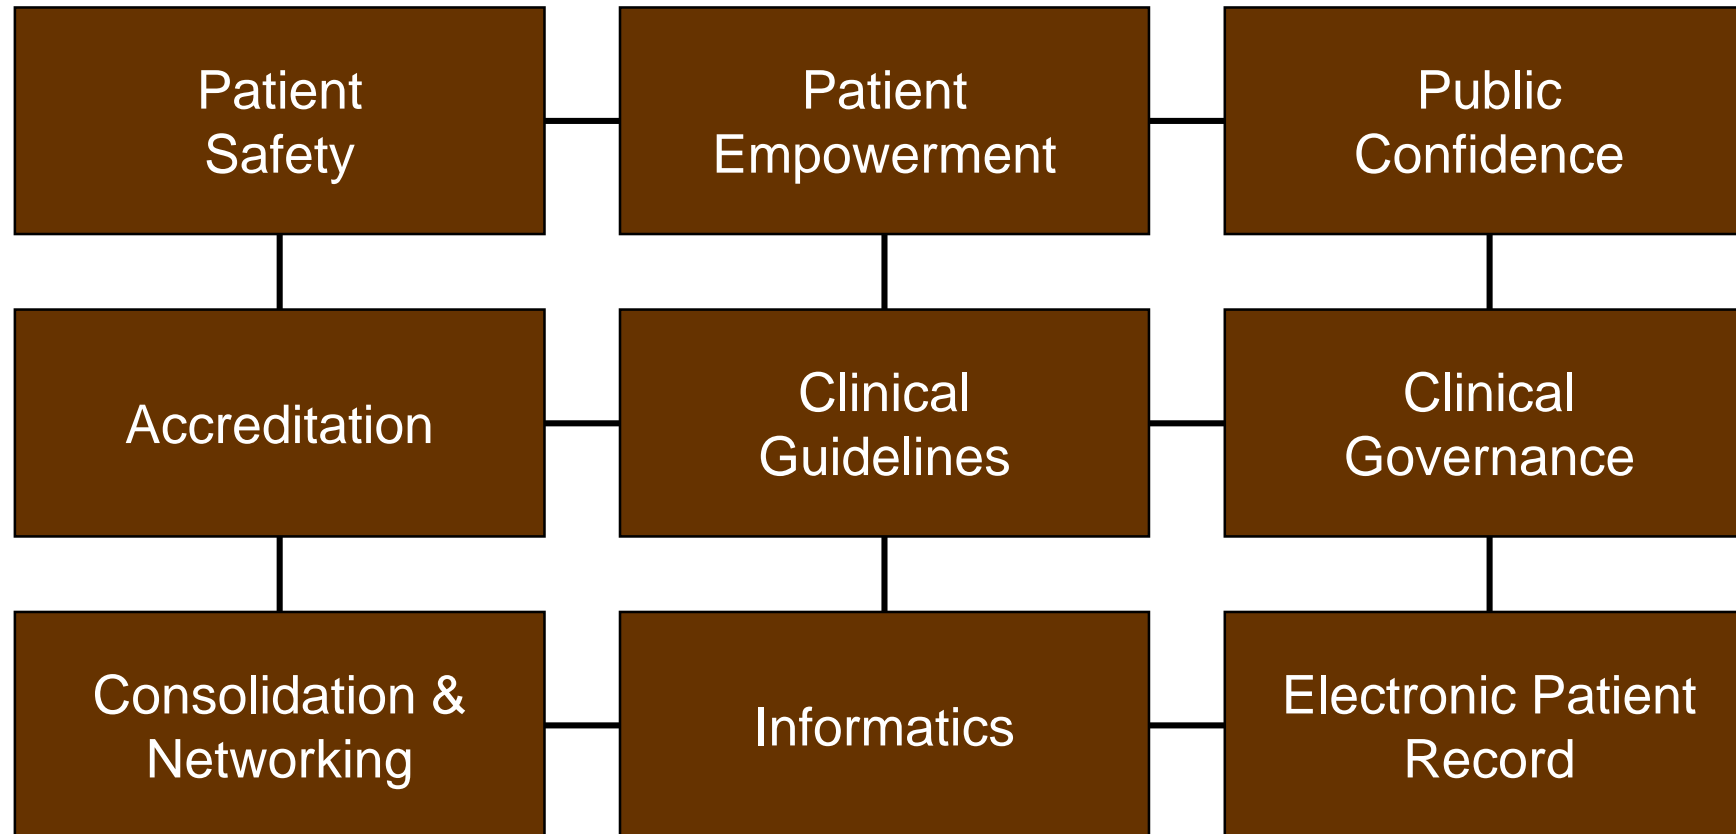 Patient
Safety
Patient
Empowerment
Public
Confidence
Accreditation
Clinical
Guidelines
Clinical
Governance
Consolidation &
Networking
Informatics
Electronic Patient
Record